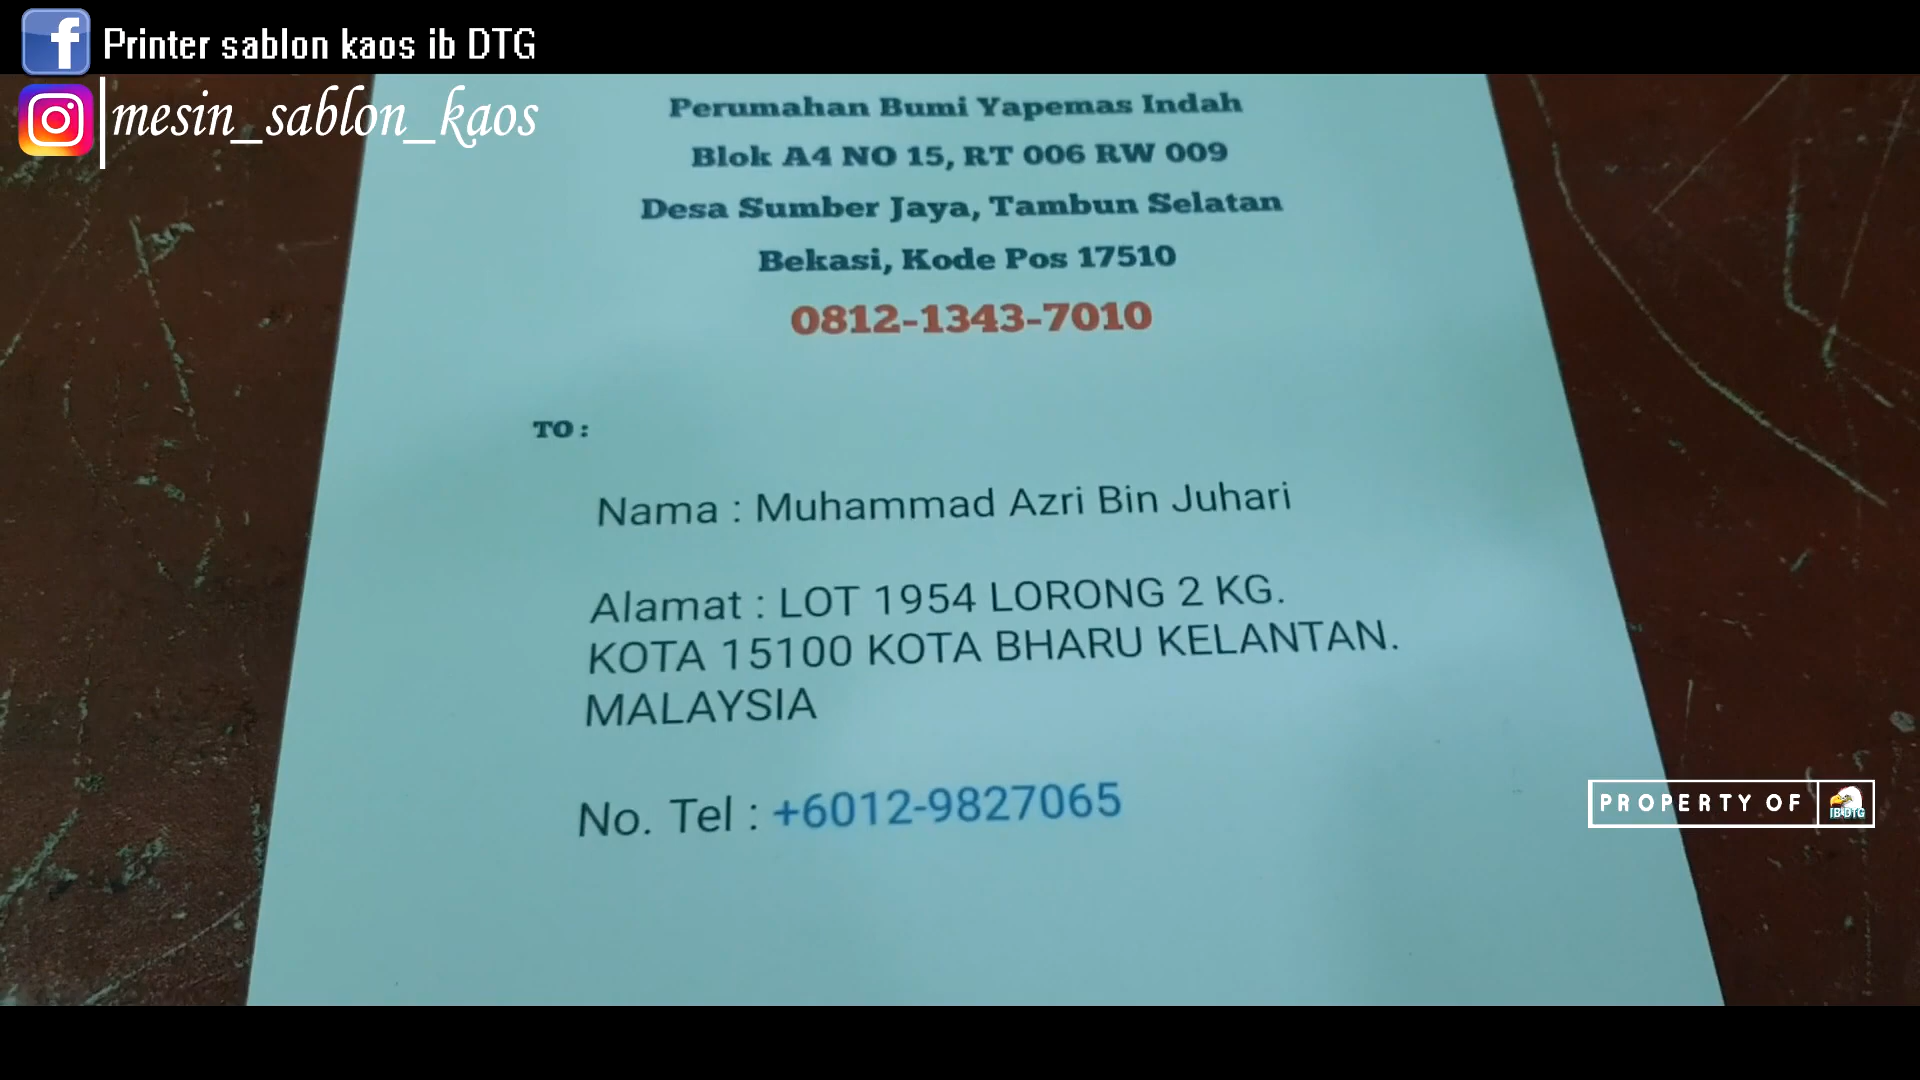 Printer sablon kaos ib DTG
mesin_sablon_kaos
Perumahan Bumi Yapemas Indah
Blok A4 NO 15, RT 006 RW 009
Desa Sumber Jaya, Tambun Selatan
Bekasi, Kode Pos 17510
0812-1343-7010
TO :
Nama : Muhammad Azri Bin Juhari
Alamat : LOT 1954 LORONG 2 KG.
KOTA 15100 KOTA BHARU KELANTAN.
MALAYSIA
No. Tel : +6012-9827065
PROPERTY OF
IB DTG